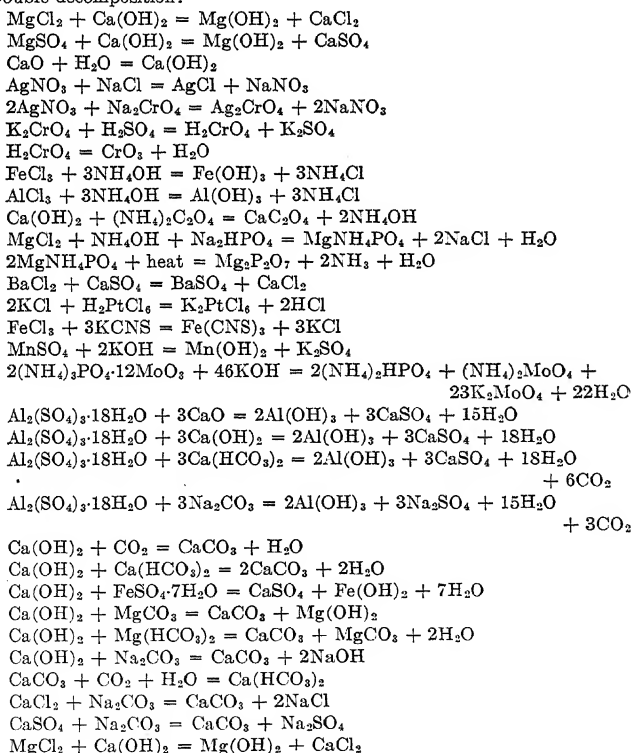 MgCl₂ + Ca(OH)₂ = Mg(OH)₂ + CaCl₂
MgSO₄ + Ca(OH)₂ = Mg(OH)₂ + CaSO₄
CaO + H₂O = Ca(OH)₂
AgNO₃ + NaCl = AgCl + NaNO₃
2AgNO₃ + Na₂CrO₄ = Ag₂CrO₄ + 2NaNO₃
K₂CrO₄ + H₂SO₄ = H₂CrO₄ + K₂SO₄
H₂CrO₄ = CrO₃ + H₂O
FeCl₃ + 3NH₄OH = Fe(OH)₃ + 3NH₄Cl
AlCl₃ + 3NH₄OH = Al(OH)₃ + 3NH₄Cl
Ca(OH)₂ + (NH₄)₂C₂O₄ = CaC₂O₄ + 2NH₄OH
MgCl₂ + NH₄OH + Na₂HPO₄ = MgNH₄PO₄ + 2NaCl + H₂O
2MgNH₄PO₄ + heat = Mg₂P₂O₇ + 2NH₃ + H₂O
BaCl₂ + CaSO₄ = BaSO₄ + CaCl₂
2KCl + H₂PtCl₆ = K₂PtCl₆ + 2HCl
FeCl₃ + 3KCNS = Fe(CNS)₃ + 3KCl
MnSO₄ + 2KOH = Mn(OH)₂ + K₂SO₄
2(NH₄)₃PO₄·12MoO₃ + 46KOH = 2(NH₄)₂HPO₄ + (NH₄)₂MoO₄ +
23K₂MoO₄ + 22H₂O
Al₂(SO₄)₃·18H₂O + 3CaO = 2Al(OH)₃ + 3CaSO₄ + 15H₂O
Al₂(SO₄)₃·18H₂O + 3Ca(OH)₂ = 2Al(OH)₃ + 3CaSO₄ + 18H₂O
Al₂(SO₄)₃·18H₂O + 3Ca(HCO₃)₂ = 2Al(OH)₃ + 3CaSO₄ + 18H₂O
+ 6CO₂
Al₂(SO₄)₃·18H₂O + 3Na₂CO₃ = 2Al(OH)₃ + 3Na₂SO₄ + 15H₂O
+ 3CO₂
Ca(OH)₂ + CO₂ = CaCO₃ + H₂O
Ca(OH)₂ + Ca(HCO₃)₂ = 2CaCO₃ + 2H₂O
Ca(OH)₂ + FeSO₄·7H₂O = CaSO₄ + Fe(OH)₂ + 7H₂O
Ca(OH)₂ + MgCO₃ = CaCO₃ + Mg(OH)₂
Ca(OH)₂ + Mg(HCO₃)₂ = CaCO₃ + MgCO₃ + 2H₂O
Ca(OH)₂ + Na₂CO₃ = CaCO₃ + 2NaOH
CaCO₃ + CO₂ + H₂O = Ca(HCO₃)₂
CaCl₂ + Na₂CO₃ = CaCO₃ + 2NaCl
CaSO₄ + Na₂CO₃ = CaCO₃ + Na₂SO₄
MgCl₂ + Ca(OH)₂ = Mg(OH)₂ + CaCl₂